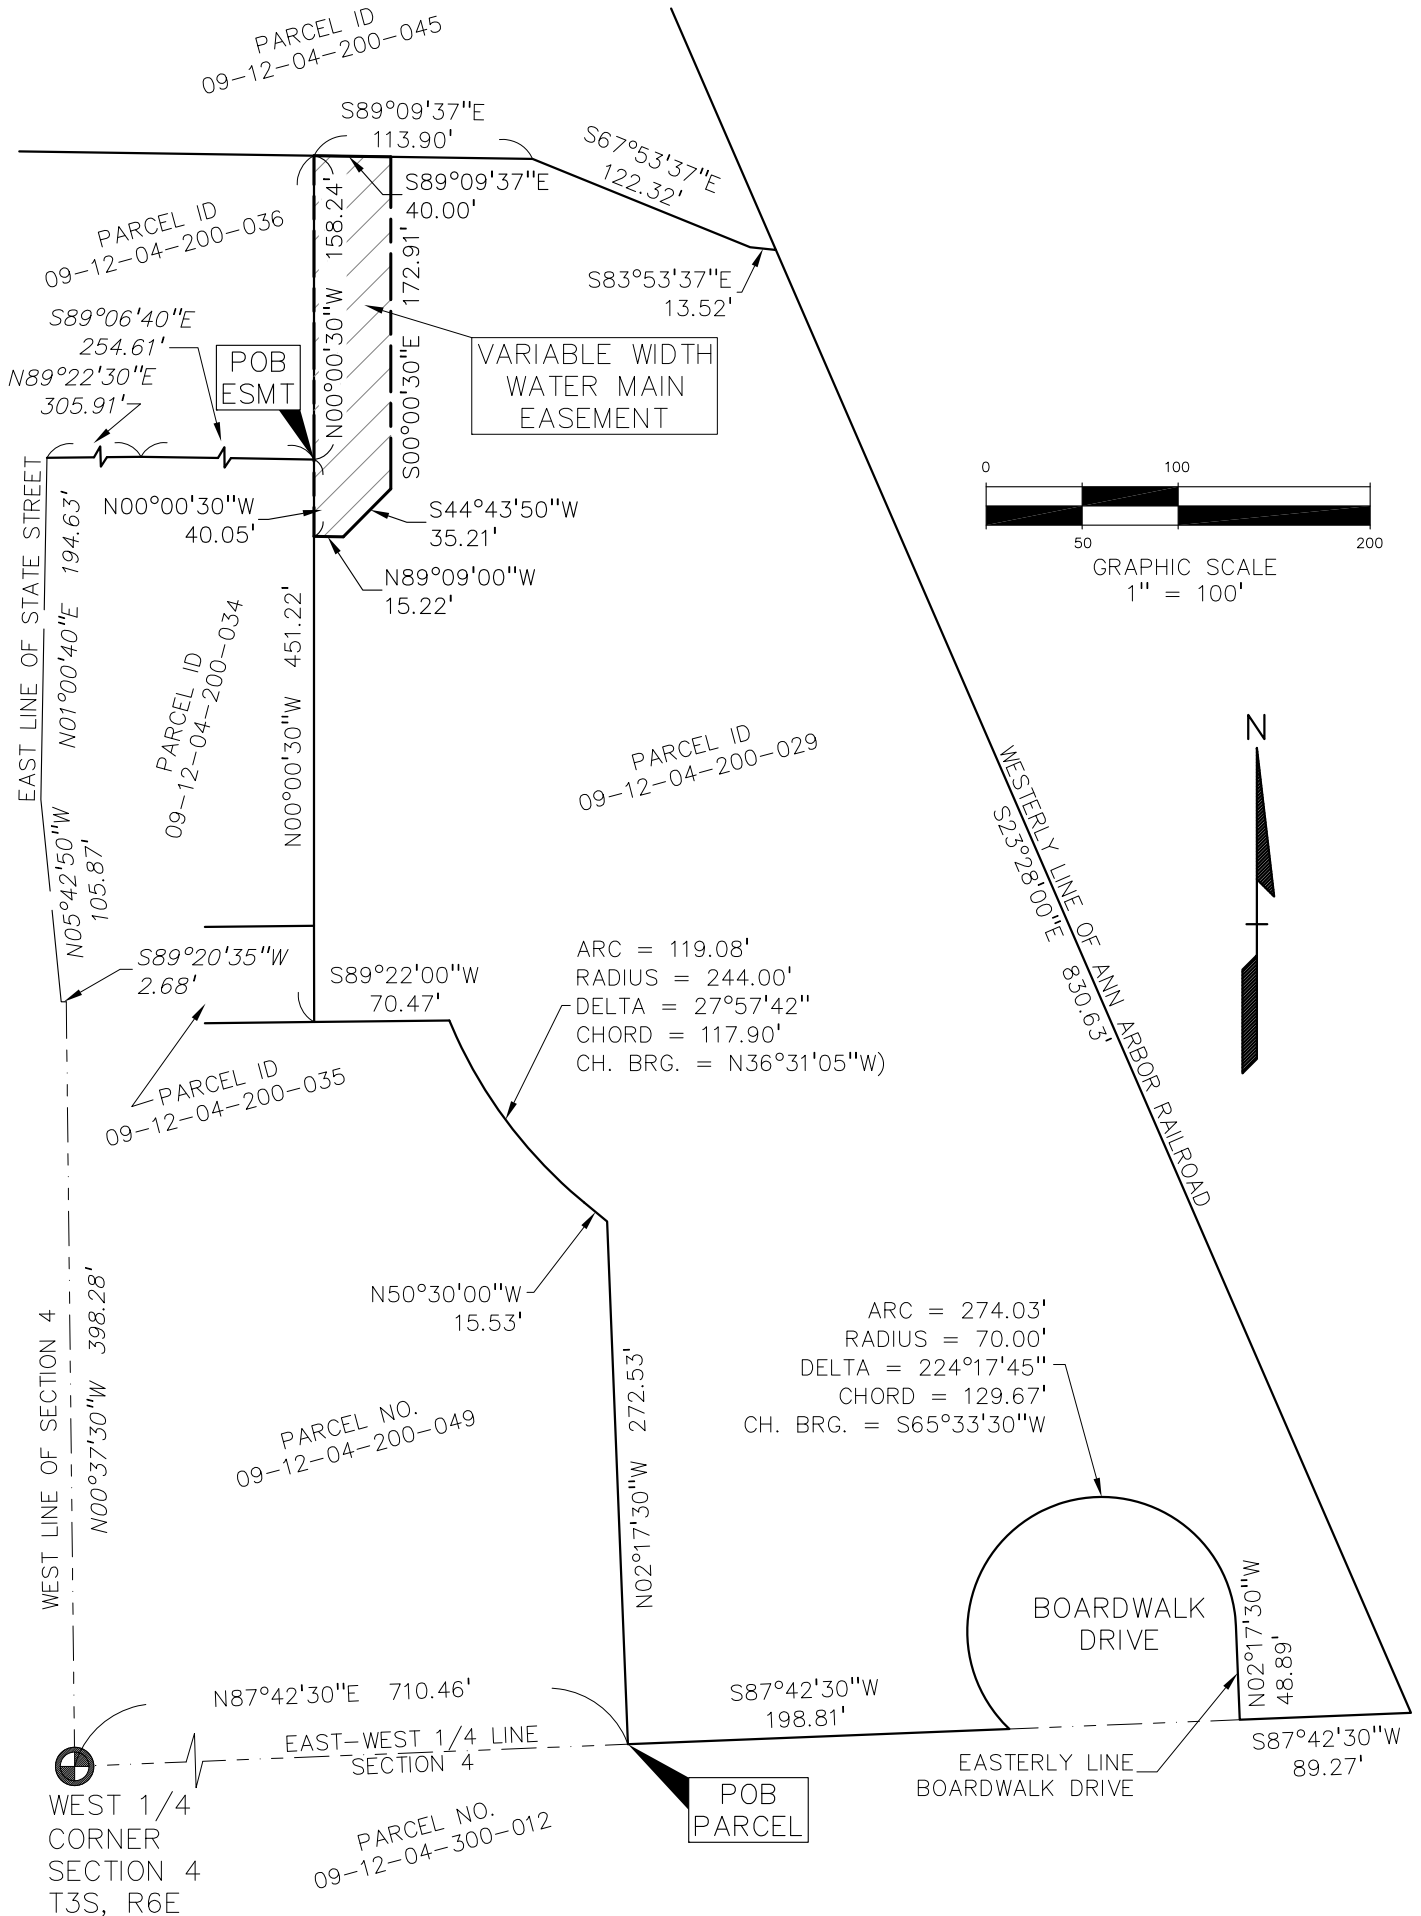 PARCEL ID
09-12-04-200-045
S89°09'37"E
113.90'
S67°53'37"E
122.32'
S89°09'37"E
40.00'
N00°00'30"W 158.24'
S00°00'30"E 172.91'
PARCEL ID
09-12-04-200-036
S83°53'37"E
13.52'
S89°06'40"E
254.61'
N89°22'30"E
305.91'
POB
ESMT
VARIABLE WIDTH
WATER MAIN
EASEMENT
N00°00'30"W
40.05'
S44°43'50"W
35.21'
N89°09'00"W
15.22'
0
100
50
200
GRAPHIC SCALE
1" = 100'
EAST LINE OF STATE STREET
N01°00'40"E 194.63'
N05°42'50"W
105.87'
PARCEL ID
09-12-04-200-034
N00°00'30"W 451.22'
PARCEL ID
09-12-04-200-029
N
WESTERLY LINE OF ANN ARBOR RAILROAD
S23°28'00"E 830.63'
S89°20'35"W
2.68'
S89°22'00"W
70.47'
ARC = 119.08'
RADIUS = 244.00'
DELTA = 27°57'42"
CHORD = 117.90'
CH. BRG. = N36°31'05"W)
PARCEL ID
09-12-04-200-035
N50°30'00"W
15.53'
WEST LINE OF SECTION 4
N00°37'30"W 398.28'
PARCEL NO.
09-12-04-200-049
N02°17'30"W 272.53'
ARC = 274.03'
RADIUS = 70.00'
DELTA = 224°17'45"
CHORD = 129.67'
CH. BRG. = S65°33'30"W
BOARDWALK
DRIVE
N02°17'30"W
48.89'
N87°42'30"E 710.46'
EAST-WEST 1/4 LINE
SECTION 4
S87°42'30"W
198.81'
S87°42'30"W
89.27'
EASTERLY LINE
BOARDWALK DRIVE
POB
PARCEL
WEST 1/4
CORNER
SECTION 4
T3S, R6E
PARCEL NO.
09-12-04-300-012